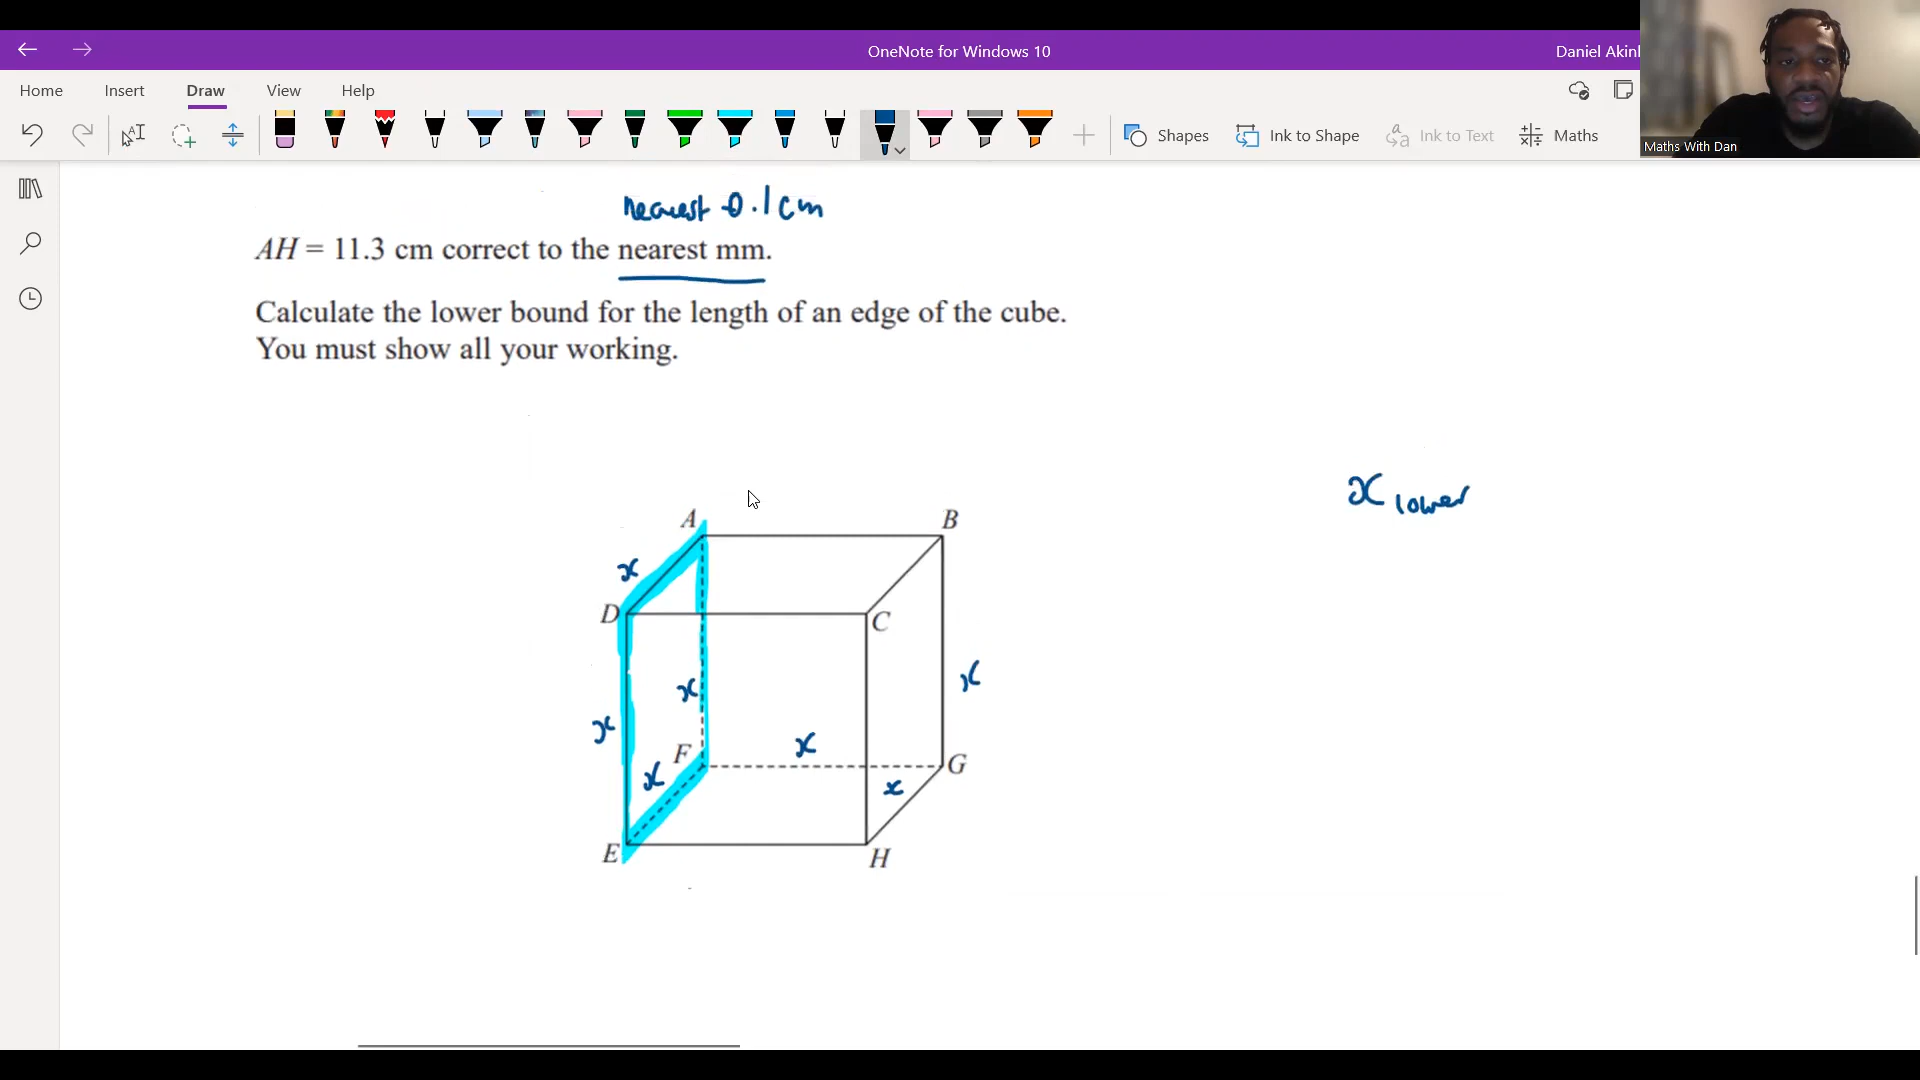 OneNote for Windows 10
Daniel Akinl
Home Insert Draw View Help
Shapes Ink to Shape Ink to Text Maths
Maths With Dan
nearest 0.1cm
AH = 11.3 cm correct to the nearest mm.
Calculate the lower bound for the length of an edge of the cube.
You must show all your working.
x lower
A B
x
D C
x x x
F x G
x x
E H